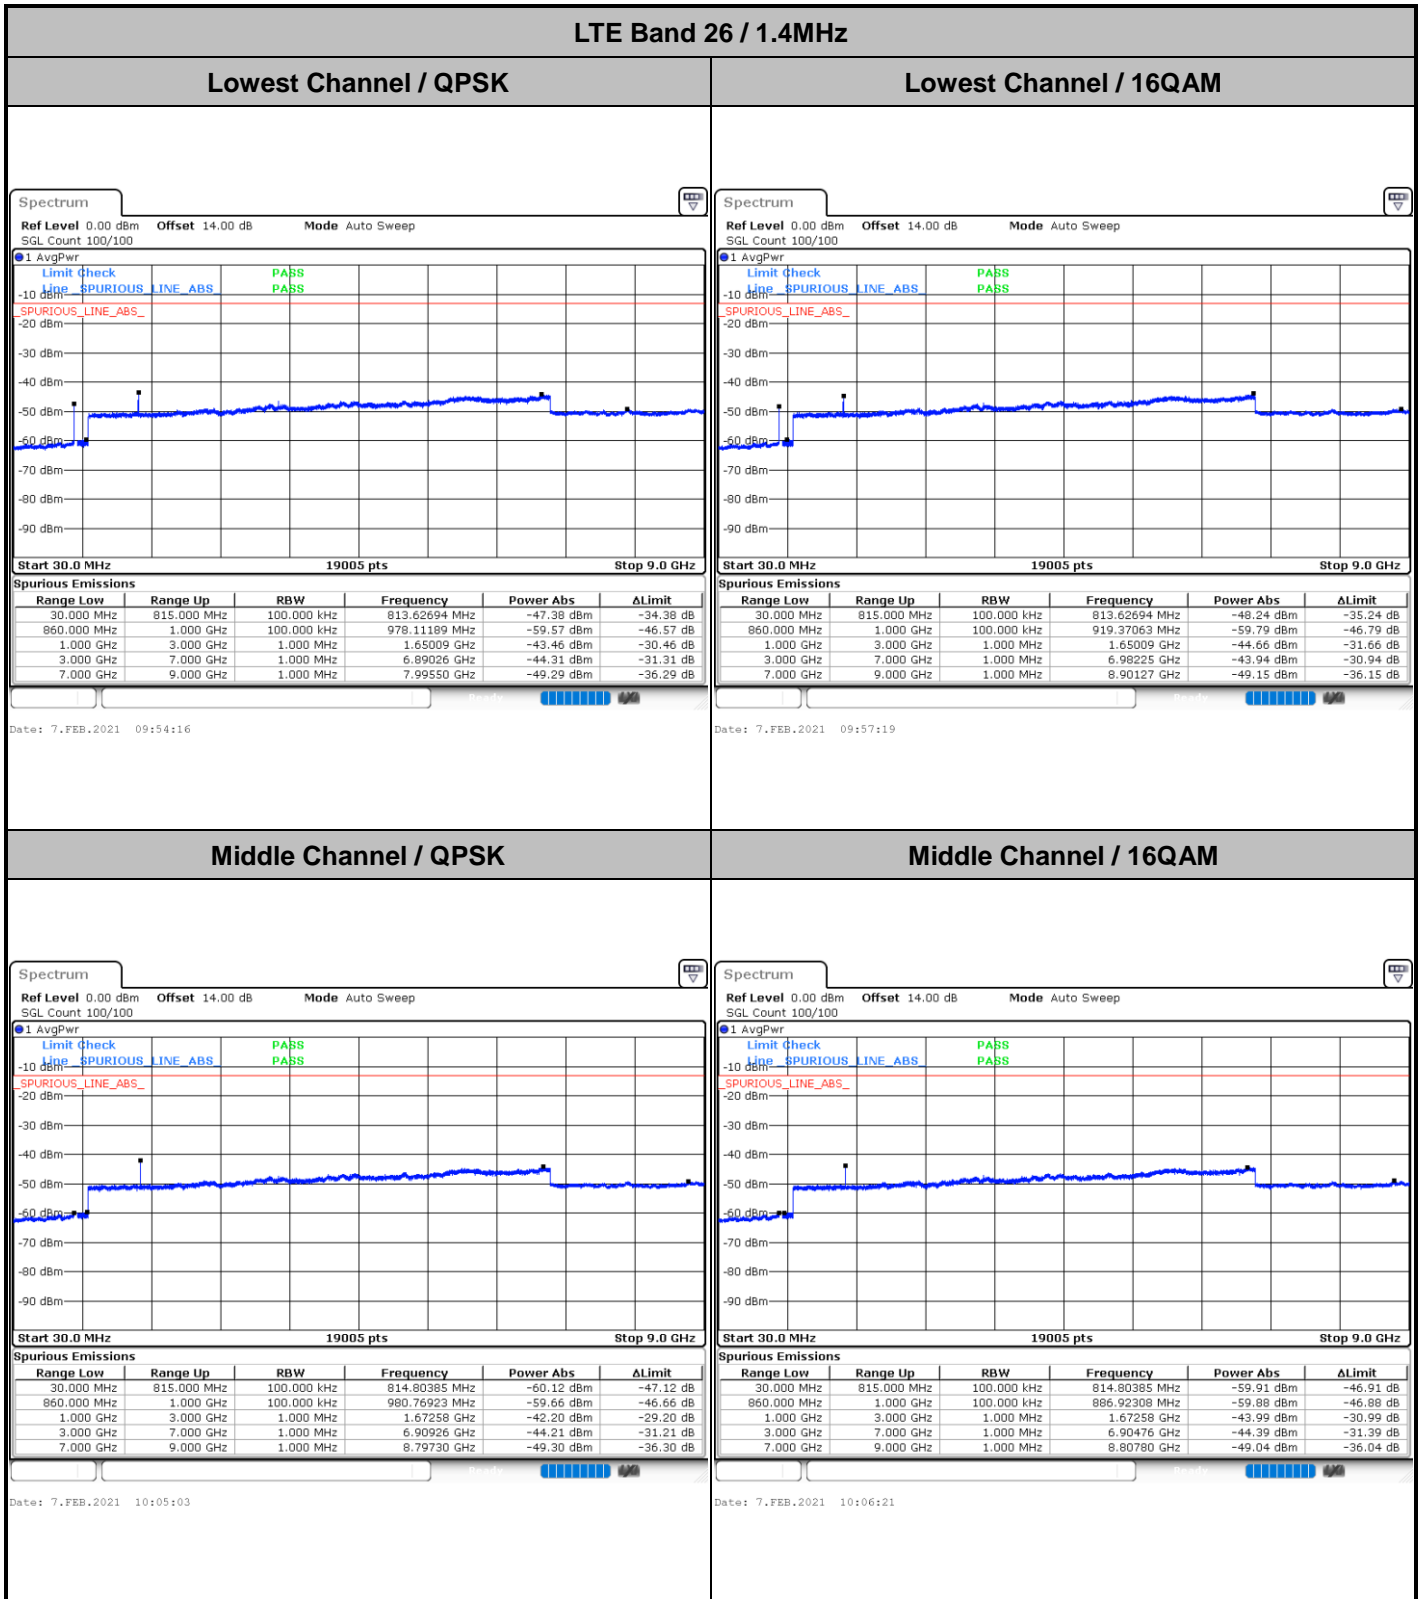 LTE Band 26 / 1.4MHz
Lowest Channel / QPSK
Lowest Channel / 16QAM
Spectrum
Ref Level 0.00 dBm Offset 14.00 dB Mode Auto Sweep
SGL Count 100/100
1 AvgPwr
Limit Check PASS
Line _SPURIOUS_LINE_ABS_ PASS
-10 dBm
_SPURIOUS_LINE_ABS_
-20 dBm
-30 dBm
-40 dBm
-50 dBm
-60 dBm
-70 dBm
-80 dBm
-90 dBm
Start 30.0 MHz 19005 pts Stop 9.0 GHz
Spurious Emissions
Range Low Range Up RBW Frequency Power Abs ΔLimit
30.000 MHz 815.000 MHz 100.000 kHz 813.62694 MHz -47.38 dBm -34.38 dB
860.000 MHz 1.000 GHz 100.000 kHz 978.11189 MHz -59.57 dBm -46.57 dB
1.000 GHz 3.000 GHz 1.000 MHz 1.65009 GHz -43.46 dBm -30.46 dB
3.000 GHz 7.000 GHz 1.000 MHz 6.89026 GHz -44.31 dBm -31.31 dB
7.000 GHz 9.000 GHz 1.000 MHz 7.99550 GHz -49.29 dBm -36.29 dB
Ready
Date: 7.FEB.2021 09:54:16
Spectrum
Ref Level 0.00 dBm Offset 14.00 dB Mode Auto Sweep
SGL Count 100/100
1 AvgPwr
Limit Check PASS
Line _SPURIOUS_LINE_ABS_ PASS
-10 dBm
_SPURIOUS_LINE_ABS_
-20 dBm
-30 dBm
-40 dBm
-50 dBm
-60 dBm
-70 dBm
-80 dBm
-90 dBm
Start 30.0 MHz 19005 pts Stop 9.0 GHz
Spurious Emissions
Range Low Range Up RBW Frequency Power Abs ΔLimit
30.000 MHz 815.000 MHz 100.000 kHz 813.62694 MHz -48.24 dBm -35.24 dB
860.000 MHz 1.000 GHz 100.000 kHz 919.37063 MHz -59.79 dBm -46.79 dB
1.000 GHz 3.000 GHz 1.000 MHz 1.65009 GHz -44.66 dBm -31.66 dB
3.000 GHz 7.000 GHz 1.000 MHz 6.98225 GHz -43.94 dBm -30.94 dB
7.000 GHz 9.000 GHz 1.000 MHz 8.90127 GHz -49.15 dBm -36.15 dB
Ready
Date: 7.FEB.2021 09:57:19
Middle Channel / QPSK
Middle Channel / 16QAM
Spectrum
Ref Level 0.00 dBm Offset 14.00 dB Mode Auto Sweep
SGL Count 100/100
1 AvgPwr
Limit Check PASS
Line _SPURIOUS_LINE_ABS_ PASS
-10 dBm
_SPURIOUS_LINE_ABS_
-20 dBm
-30 dBm
-40 dBm
-50 dBm
-60 dBm
-70 dBm
-80 dBm
-90 dBm
Start 30.0 MHz 19005 pts Stop 9.0 GHz
Spurious Emissions
Range Low Range Up RBW Frequency Power Abs ΔLimit
30.000 MHz 815.000 MHz 100.000 kHz 814.80385 MHz -60.12 dBm -47.12 dB
860.000 MHz 1.000 GHz 100.000 kHz 980.76923 MHz -59.66 dBm -46.66 dB
1.000 GHz 3.000 GHz 1.000 MHz 1.67258 GHz -42.20 dBm -29.20 dB
3.000 GHz 7.000 GHz 1.000 MHz 6.90926 GHz -44.21 dBm -31.21 dB
7.000 GHz 9.000 GHz 1.000 MHz 8.79730 GHz -49.30 dBm -36.30 dB
Ready
Date: 7.FEB.2021 10:05:03
Spectrum
Ref Level 0.00 dBm Offset 14.00 dB Mode Auto Sweep
SGL Count 100/100
1 AvgPwr
Limit Check PASS
Line _SPURIOUS_LINE_ABS_ PASS
-10 dBm
_SPURIOUS_LINE_ABS_
-20 dBm
-30 dBm
-40 dBm
-50 dBm
-60 dBm
-70 dBm
-80 dBm
-90 dBm
Start 30.0 MHz 19005 pts Stop 9.0 GHz
Spurious Emissions
Range Low Range Up RBW Frequency Power Abs ΔLimit
30.000 MHz 815.000 MHz 100.000 kHz 814.80385 MHz -59.91 dBm -46.91 dB
860.000 MHz 1.000 GHz 100.000 kHz 886.92308 MHz -59.88 dBm -46.88 dB
1.000 GHz 3.000 GHz 1.000 MHz 1.67258 GHz -43.99 dBm -30.99 dB
3.000 GHz 7.000 GHz 1.000 MHz 6.90476 GHz -44.39 dBm -31.39 dB
7.000 GHz 9.000 GHz 1.000 MHz 8.80780 GHz -49.04 dBm -36.04 dB
Ready
Date: 7.FEB.2021 10:06:21